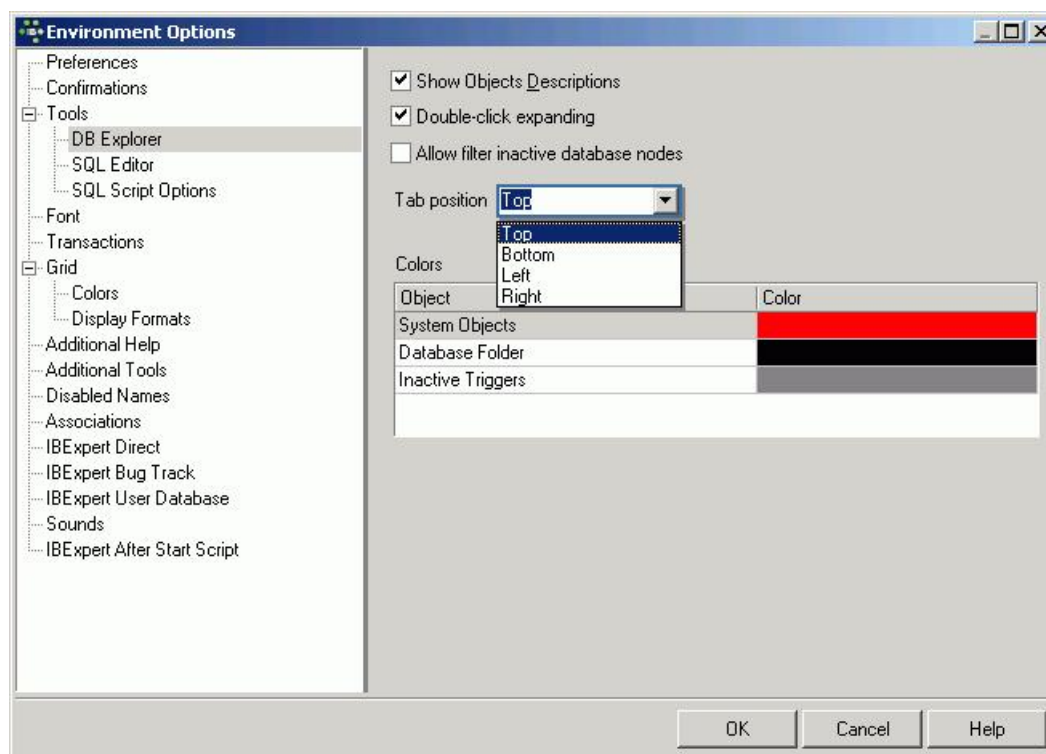 Environment Options
Preferences
Confirmations
Tools
DB Explorer
SQL Editor
SQL Script Options
Font
Transactions
Grid
Colors
Display Formats
Additional Help
Additional Tools
Disabled Names
Associations
IBExpert Direct
IBExpert Bug Track
IBExpert User Database
Sounds
IBExpert After Start Script
Show Objects Descriptions
Double-click expanding
Allow filter inactive database nodes
Tab position Top
Top
Bottom
Left
Right
Colors
Object Color
System Objects
Database Folder
Inactive Triggers
OK Cancel Help